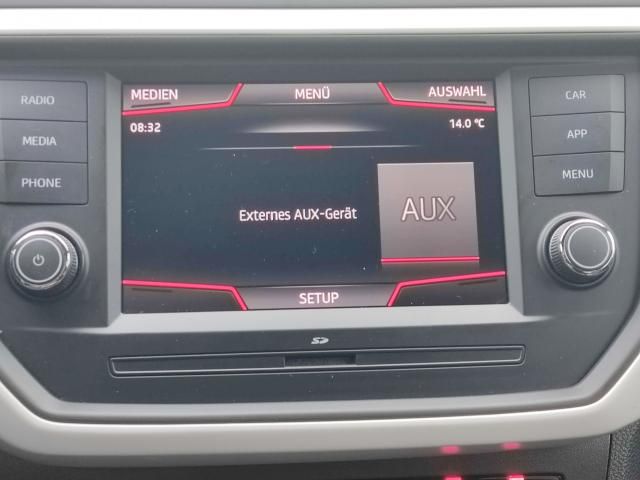 RADIO
MEDIA
PHONE
MEDIEN MENÜ AUSWAHL
08:32 14.0 °C
Externes AUX-Gerät AUX
SETUP
CAR
APP
MENU
SD